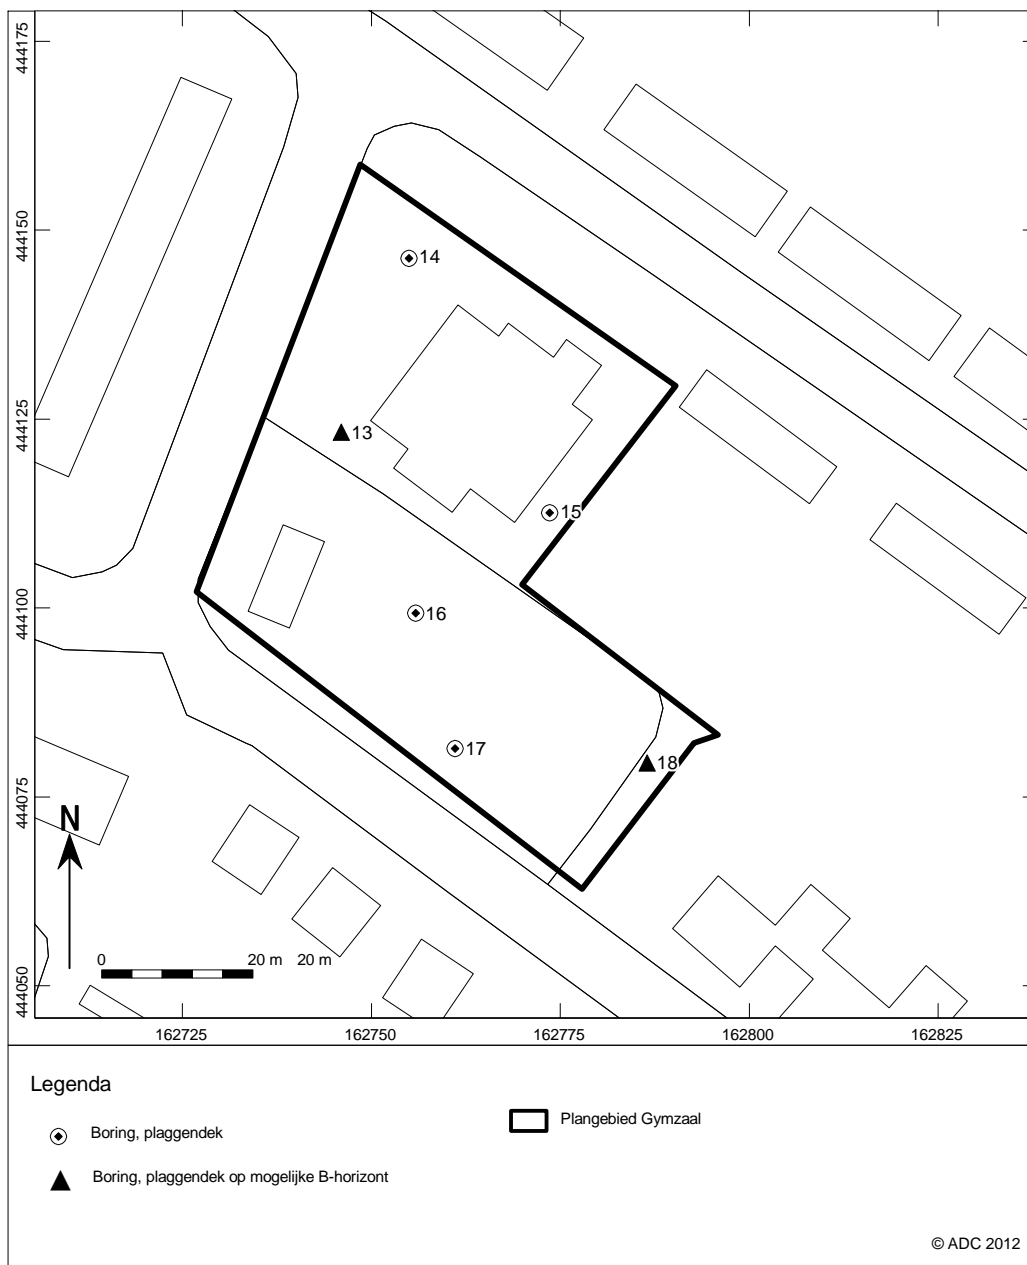 444175
444150
444125
444100
444075
444050
14
13
15
16
17
18
N
0 20 m 20 m
162725 162750 162775 162800 162825
Legenda
Boring, plaggendek
Plangebied Gymzaal
Boring, plaggendek op mogelijke B-horizont
© ADC 2012